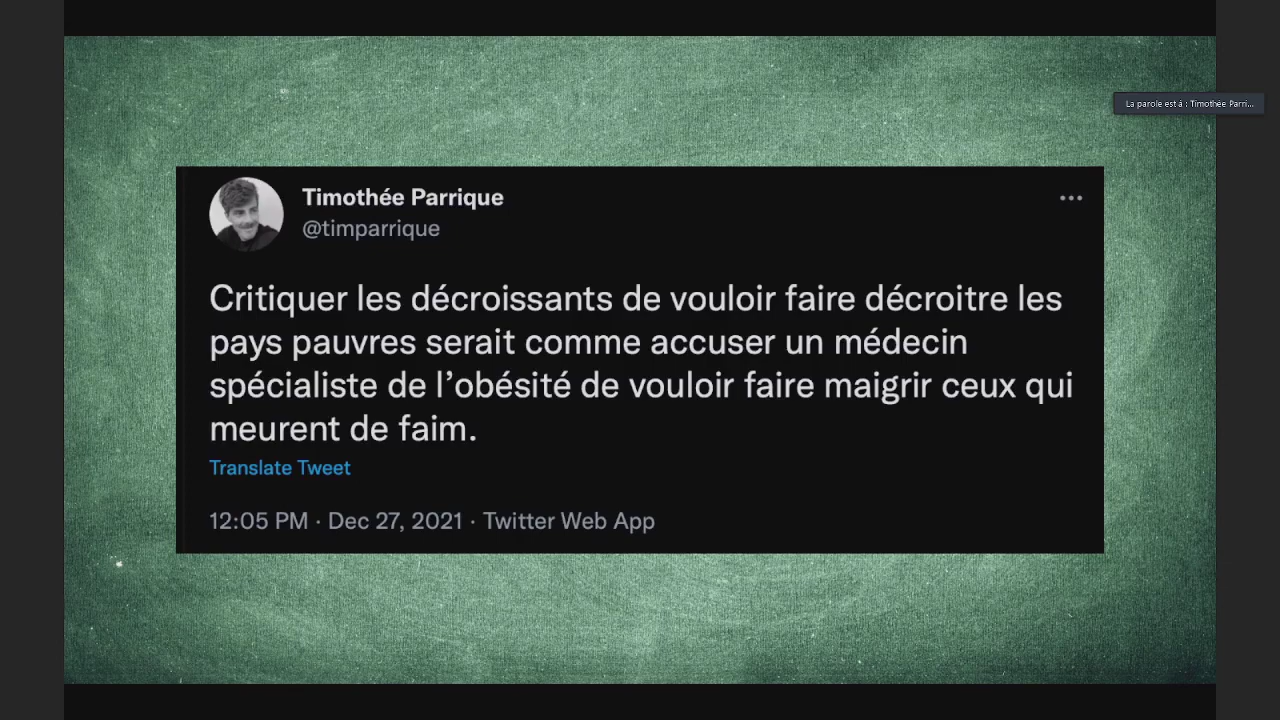 La parole est à : Timothée Parri...
Timothée Parrique
@timparrique
Critiquer les décroissants de vouloir faire décroitre les
pays pauvres serait comme accuser un médecin
spécialiste de l’obésité de vouloir faire maigrir ceux qui
meurent de faim.
Translate Tweet
12:05 PM · Dec 27, 2021 · Twitter Web App